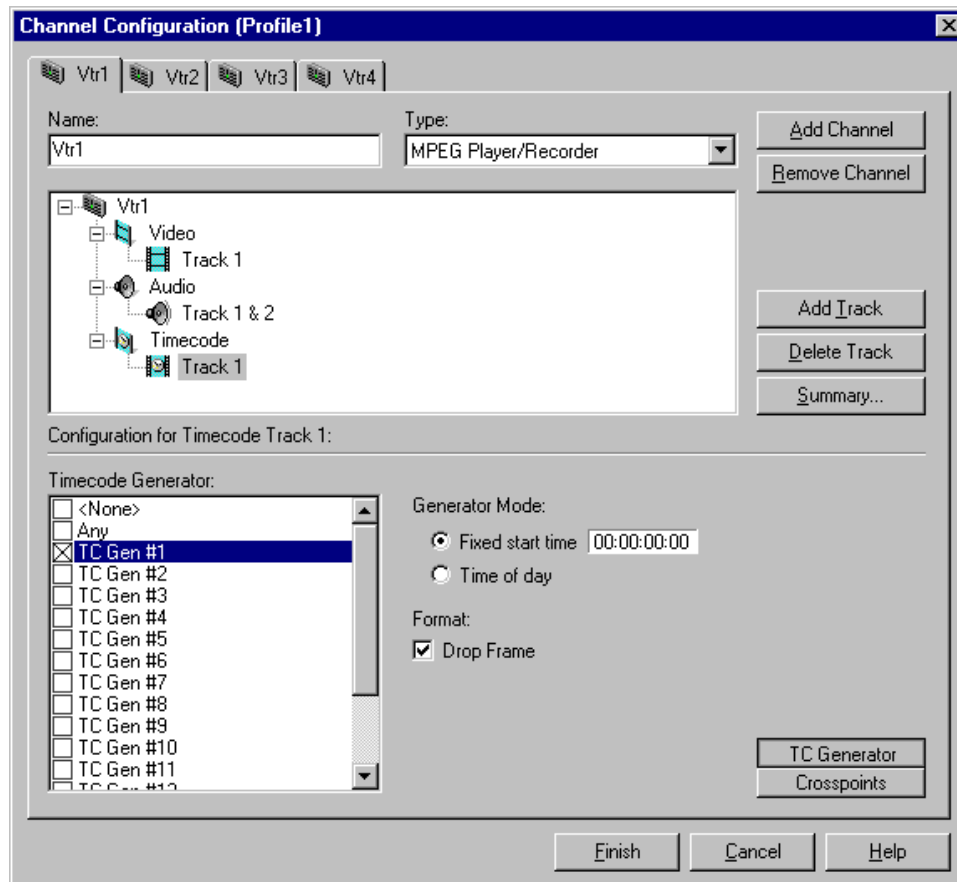 Channel Configuration (Profile1)
Vtr1
Vtr2
Vtr3
Vtr4
Name:
Vtr1
Type:
MPEG Player/Recorder
Add Channel
Remove Channel
Vtr1
Video
Track 1
Audio
Track 1 & 2
Timecode
Track 1
Add Track
Delete Track
Summary...
Configuration for Timecode Track 1:
Timecode Generator:
<None>
Any
TC Gen #1
TC Gen #2
TC Gen #3
TC Gen #4
TC Gen #5
TC Gen #6
TC Gen #7
TC Gen #8
TC Gen #9
TC Gen #10
TC Gen #11
TC Gen #12
Generator Mode:
Fixed start time 00:00:00:00
Time of day
Format:
Drop Frame
TC Generator
Crosspoints
Finish
Cancel
Help